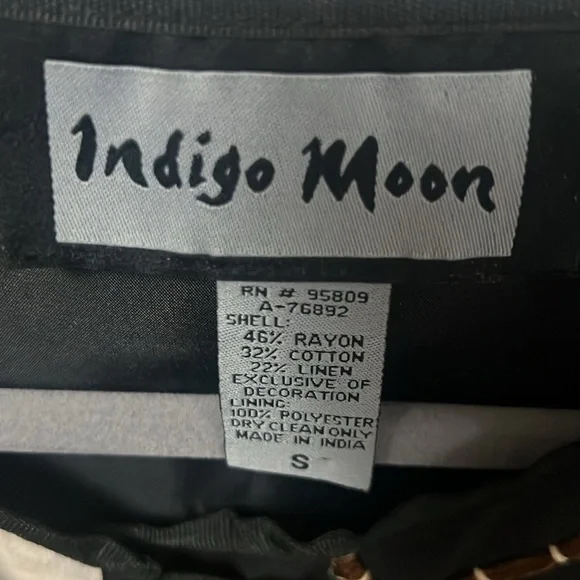 Indigo Moon
RN # 95809
A-76892
SHELL:
46% RAYON
32% COTTON
22% LINEN
EXCLUSIVE OF
DECORATION
LINING:
100% POLYESTER
DRY CLEAN ONLY
MADE IN INDIA
S